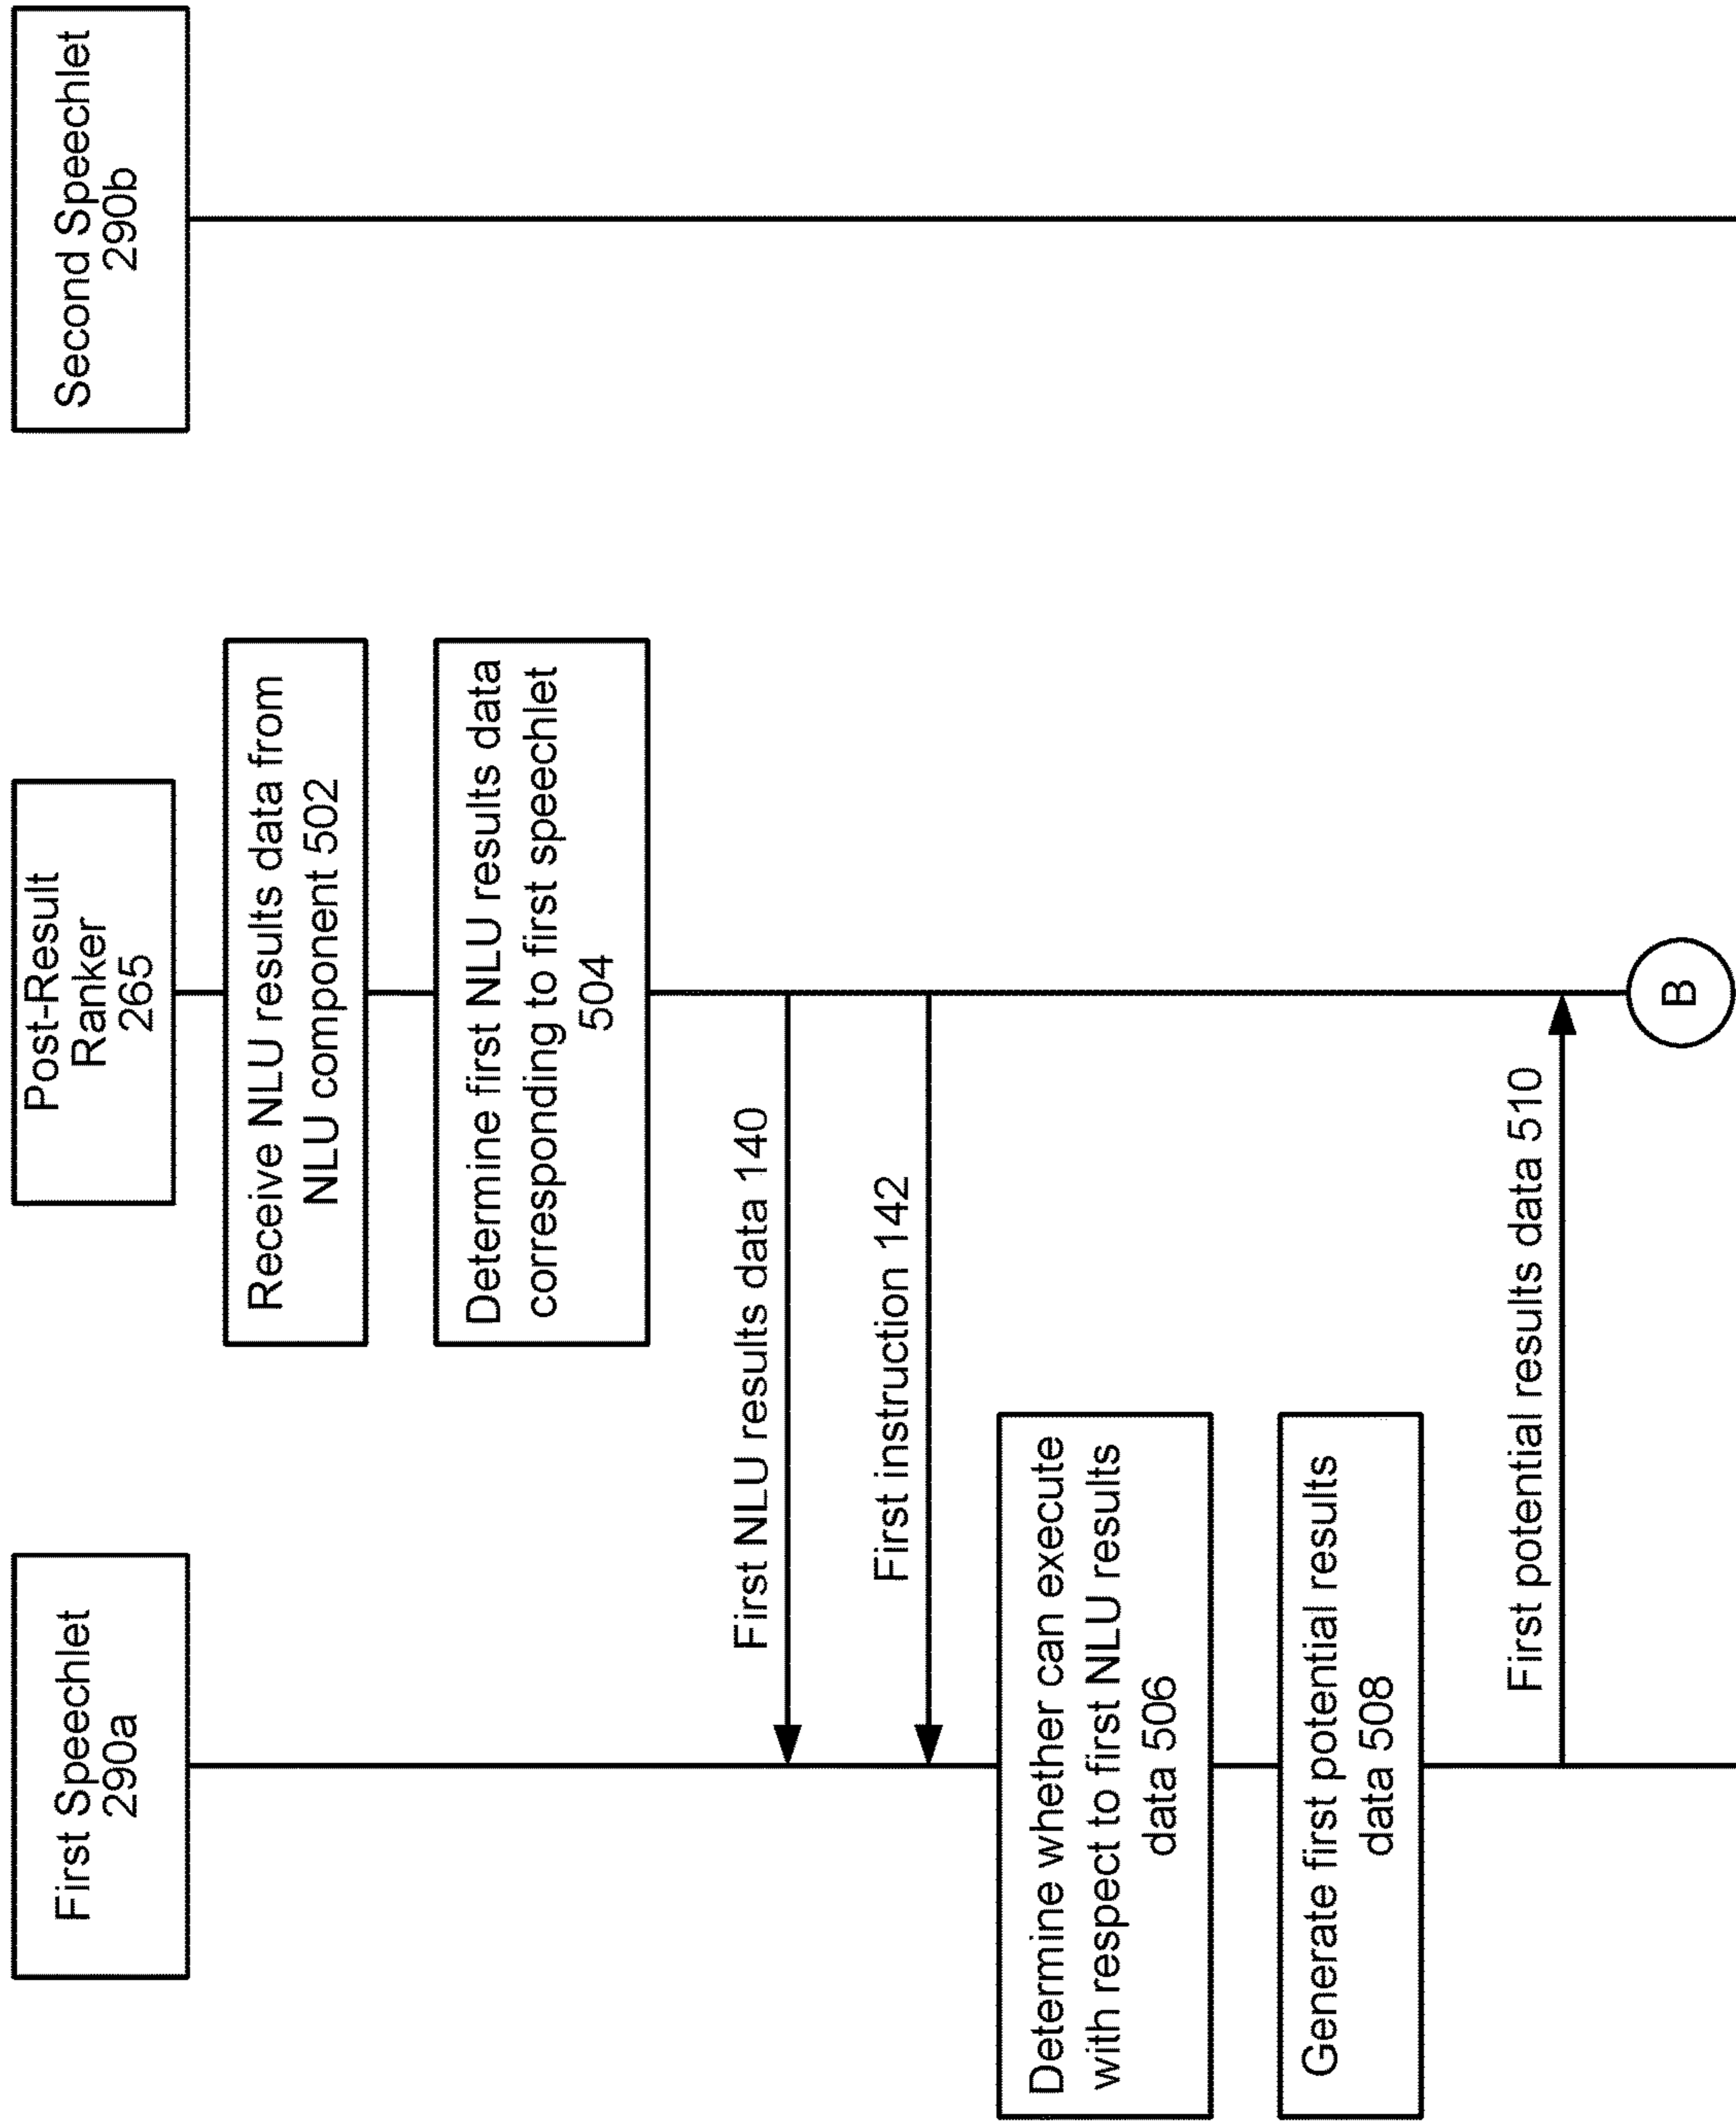 First Speechlet
290a
Post-Result
Ranker
265
Second Speechlet
290b
Receive NLU results data from
NLU component 502
Determine first NLU results data
corresponding to first speechlet
504
First NLU results data 140
First instruction 142
Determine whether can execute
with respect to first NLU results
data 506
Generate first potential results
data 508
First potential results data 510
B